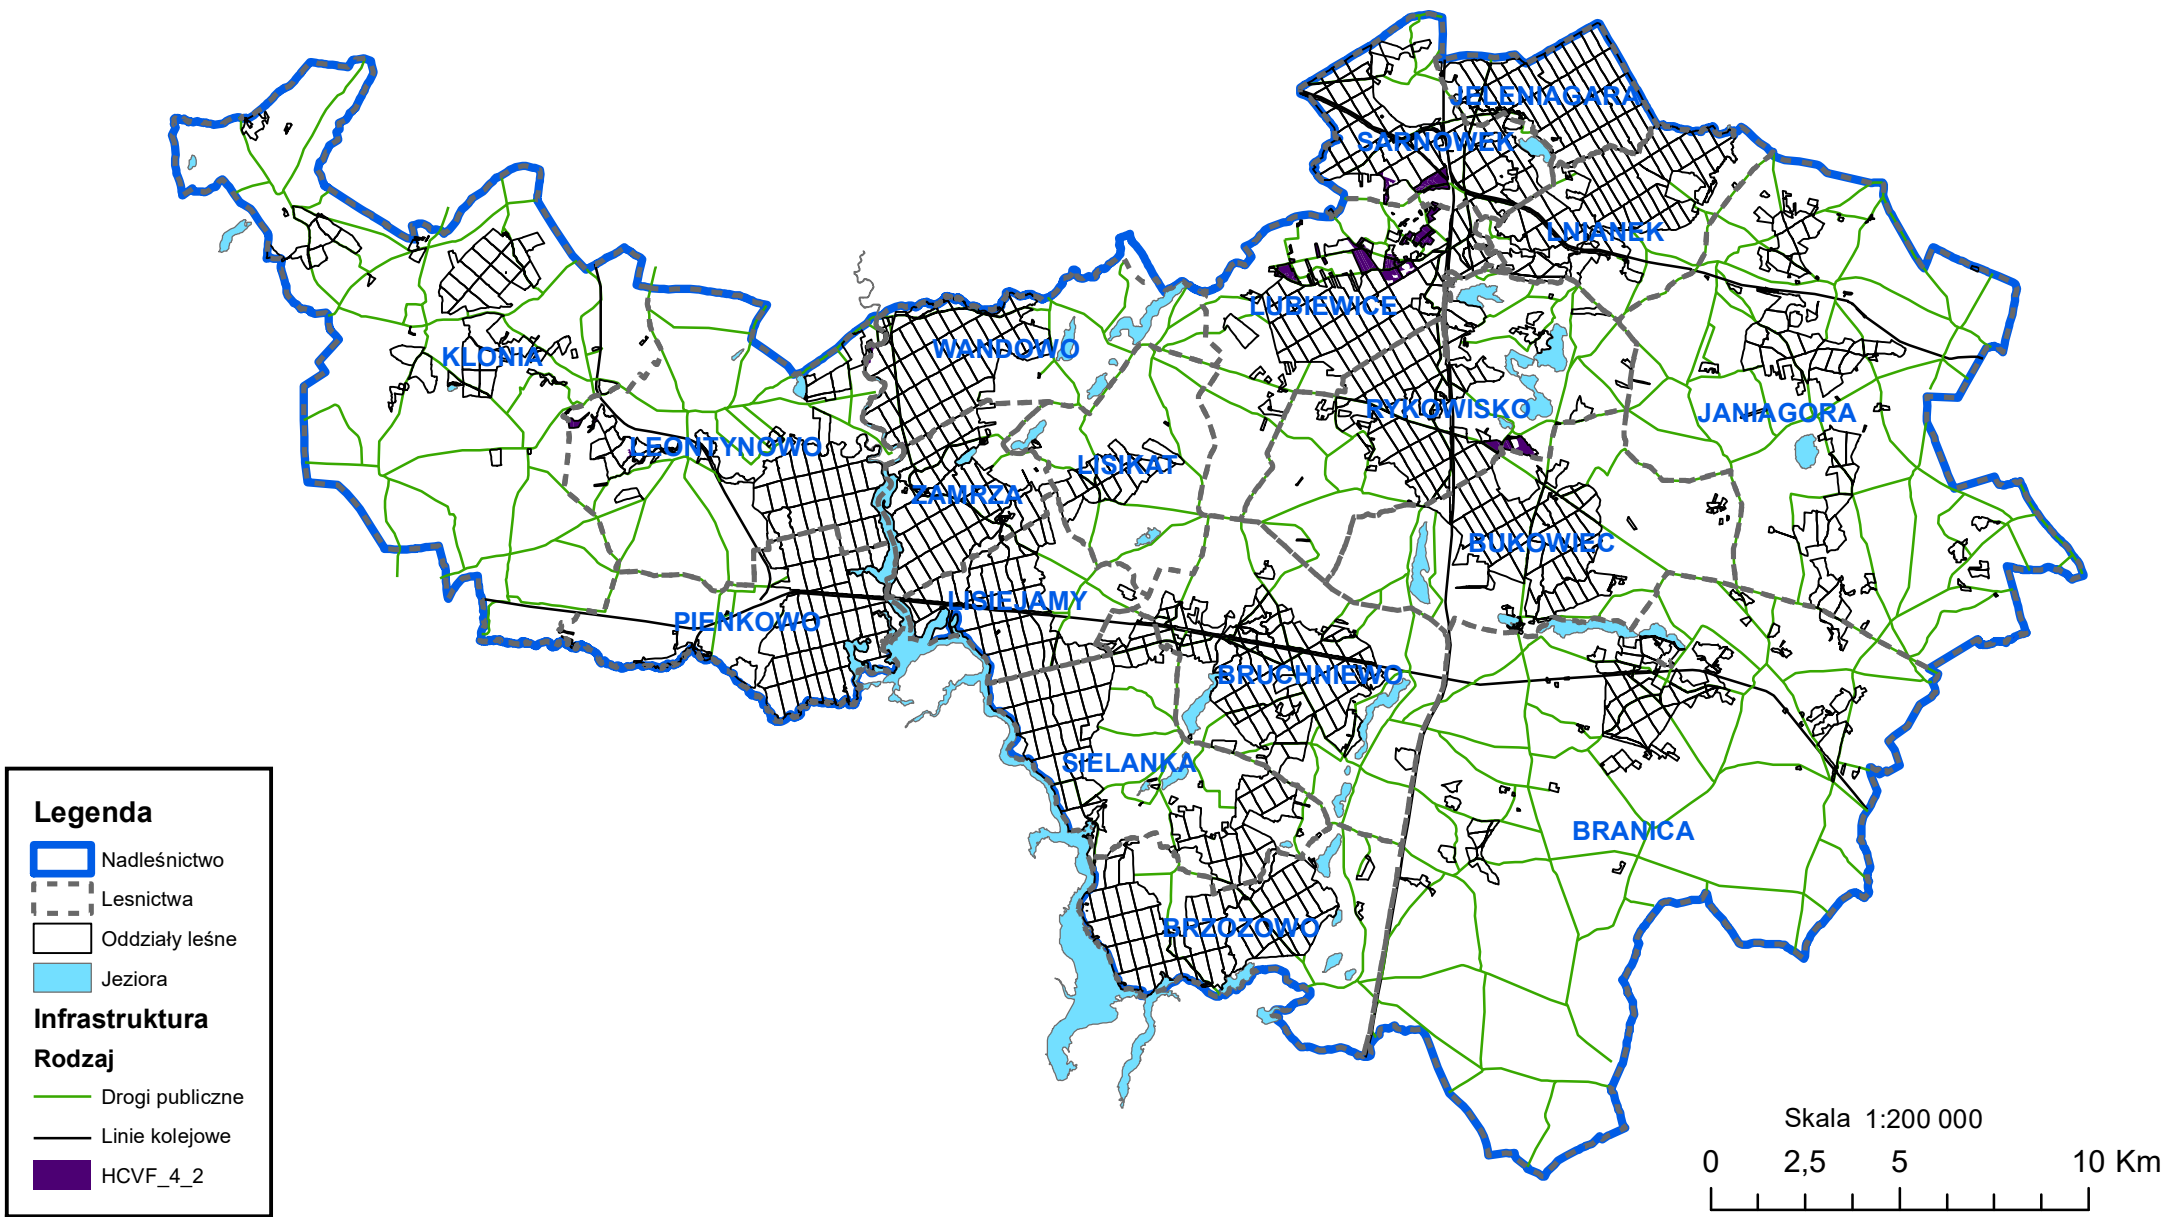 JELENIAGARA
SARNOWEK
LNIANEK
LUBIEWICE
WANDOWO
KLONIA
RYKOWISKO
JANIAGORA
LEONTYNOWO
LISIKAT
ZAMRZA
BUKOWIEC
LISIEJAMY
PIENKOWO
BRUCHNIEWO
SIELANKA
BRANICA
BRZOZOWO
Legenda
Nadleśnictwo
Lesnictwa
Oddziały leśne
Jeziora
Infrastruktura
Rodzaj
Drogi publiczne
Linie kolejowe
HCVF_4_2
Skala 1:200 000
0 2,5 5 10 Km